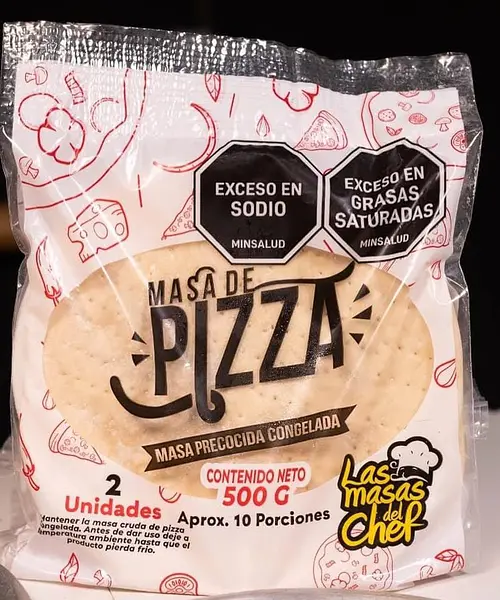 EXCESO EN
SODIO
MINSALUD
EXCESO EN
GRASAS
SATURADAS
MINSALUD
MASA DE
PIZZA
MASA PRECOCIDA CONGELADA
CONTENIDO NETO
500 G
Aprox. 10 Porciones
2
Unidades
Mantener la masa cruda de pizza
congelada. Antes de dar uso deje a
temperatura ambiente hasta que el
producto pierda frio.
Las
masas
del
Chef